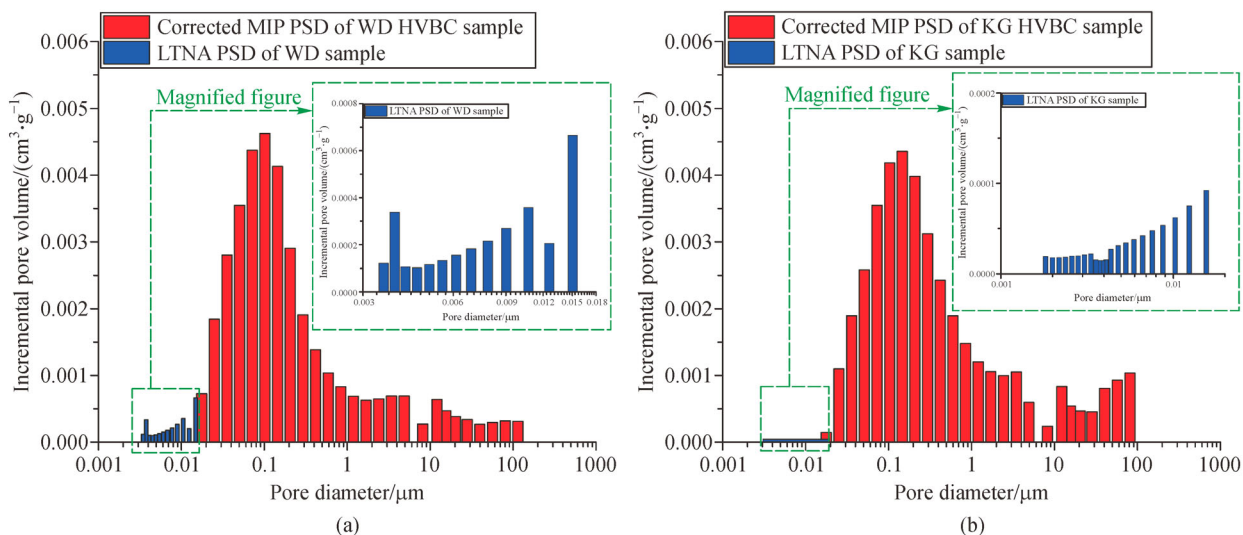 Corrected MIP PSD of WD HVBC sample
LTNA PSD of WD sample
Magnified figure
LTNA PSD of WD sample
Incremental pore volume/(cm³·g⁻¹)
0.0008
0.0006
0.0004
0.0002
0.0000
0.003
0.006
0.009
0.012
0.015
0.018
Pore diameter/μm
Incremental pore volume/(cm³·g⁻¹)
0.006
0.005
0.004
0.003
0.002
0.001
0.000
0.001
0.01
0.1
1
10
100
1000
Pore diameter/μm
(a)
Corrected MIP PSD of KG HVBC sample
LTNA PSD of KG sample
Magnified figure
LTNA PSD of KG sample
Incremental pore volume/(cm³·g⁻¹)
0.0002
0.0001
0.0000
0.001
0.01
Pore diameter/μm
Incremental pore volume/(cm³·g⁻¹)
0.006
0.005
0.004
0.003
0.002
0.001
0.000
0.001
0.01
0.1
1
10
100
1000
Pore diameter/μm
(b)